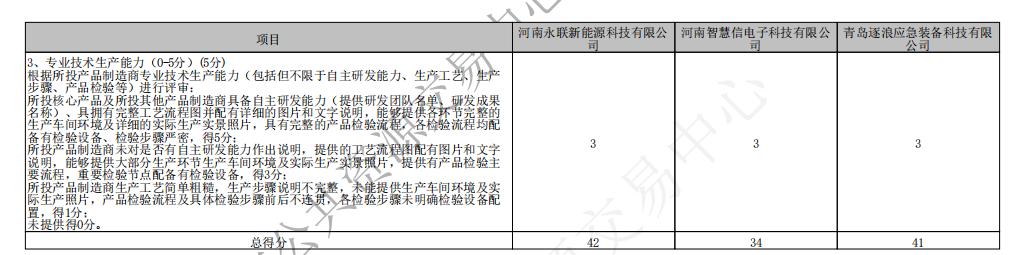 项目
河南永联新能源科技有限公
司
河南智慧信电子科技有限公
司
青岛逐浪应急装备科技有限
公司
3、专业技术生产能力（0-5分）(5分)
根据所投产品制造商专业技术生产能力（包括但不限于自主研发能力、生产工艺、生产
步骤、产品检验等）进行评审；
所投核心产品及所投其他产品制造商具备自主研发能力（提供研发团队名单、研发成果
名称）、具拥有完整工艺流程图并配有详细的图片和文字说明，能够提供各环节完整的
生产车间环境及详细的实际生产实景照片，具有完整的产品检验流程，各检验流程均配
备有检验设备、检验步骤严密，得5分；
所投产品制造商未对是否有自主研发能力作出说明，提供的工艺流程图配有图片和文字
说明，能够提供大部分生产环节生产车间环境及实际生产实景照片，提供有产品检验主
要流程，重要检验节点配备有检验设备，得3分；
所投产品制造商生产工艺简单粗糙，生产步骤说明不完整，未能提供生产车间环境及实
际生产照片，产品检验流程及具体检验步骤前后不连贯，各检验步骤未明确检验设备配
置，得1分；
未提供得0分。
3
3
3
总得分
42
34
41
公共资源交易中心
源交易中心